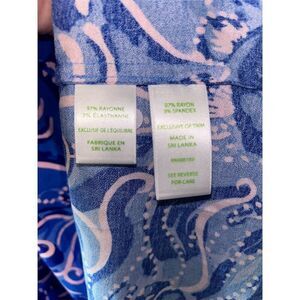 97% RAYONNE
3% ÉLASTHANNE
EXCLUSIF DE L'ÉQUILIBRE
FABRIQUÉ EN
SRI LANKA
97% RAYON
3% SPANDEX
EXCLUSIVE OF TRIM
MADE IN
SRI LANKA
SEE REVERSE
FOR CARE